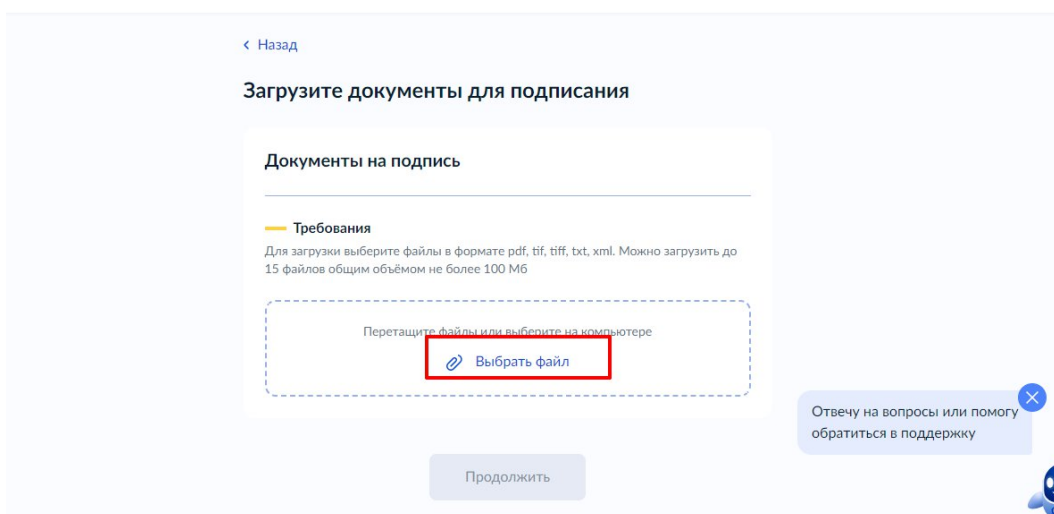 Назад
Загрузите документы для подписания
Документы на подпись
Требования
Для загрузки выберите файлы в формате pdf, tif, tiff, txt, xml. Можно загрузить до
15 файлов общим объёмом не более 100 Мб
Перетащите файлы или выберите на компьютере
Выбрать файл
Отвечу на вопросы или помогу
обратиться в поддержку
Продолжить